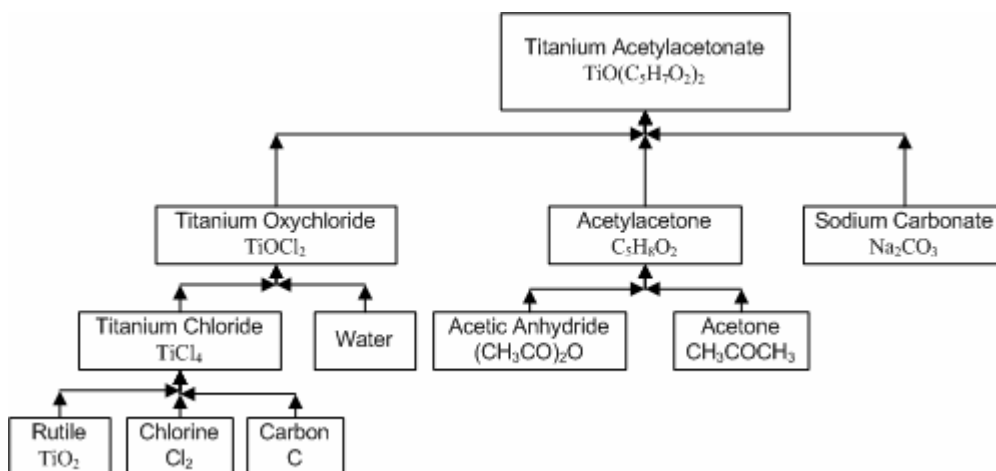 Titanium Acetylacetonate
TiO(C₅H₇O₂)₂
Titanium Oxychloride
TiOCl₂
Acetylacetone
C₅H₈O₂
Sodium Carbonate
Na₂CO₃
Titanium Chloride
TiCl₄
Water
Acetic Anhydride
(CH₃CO)₂O
Acetone
CH₃COCH₃
Rutile
TiO₂
Chlorine
Cl₂
Carbon
C